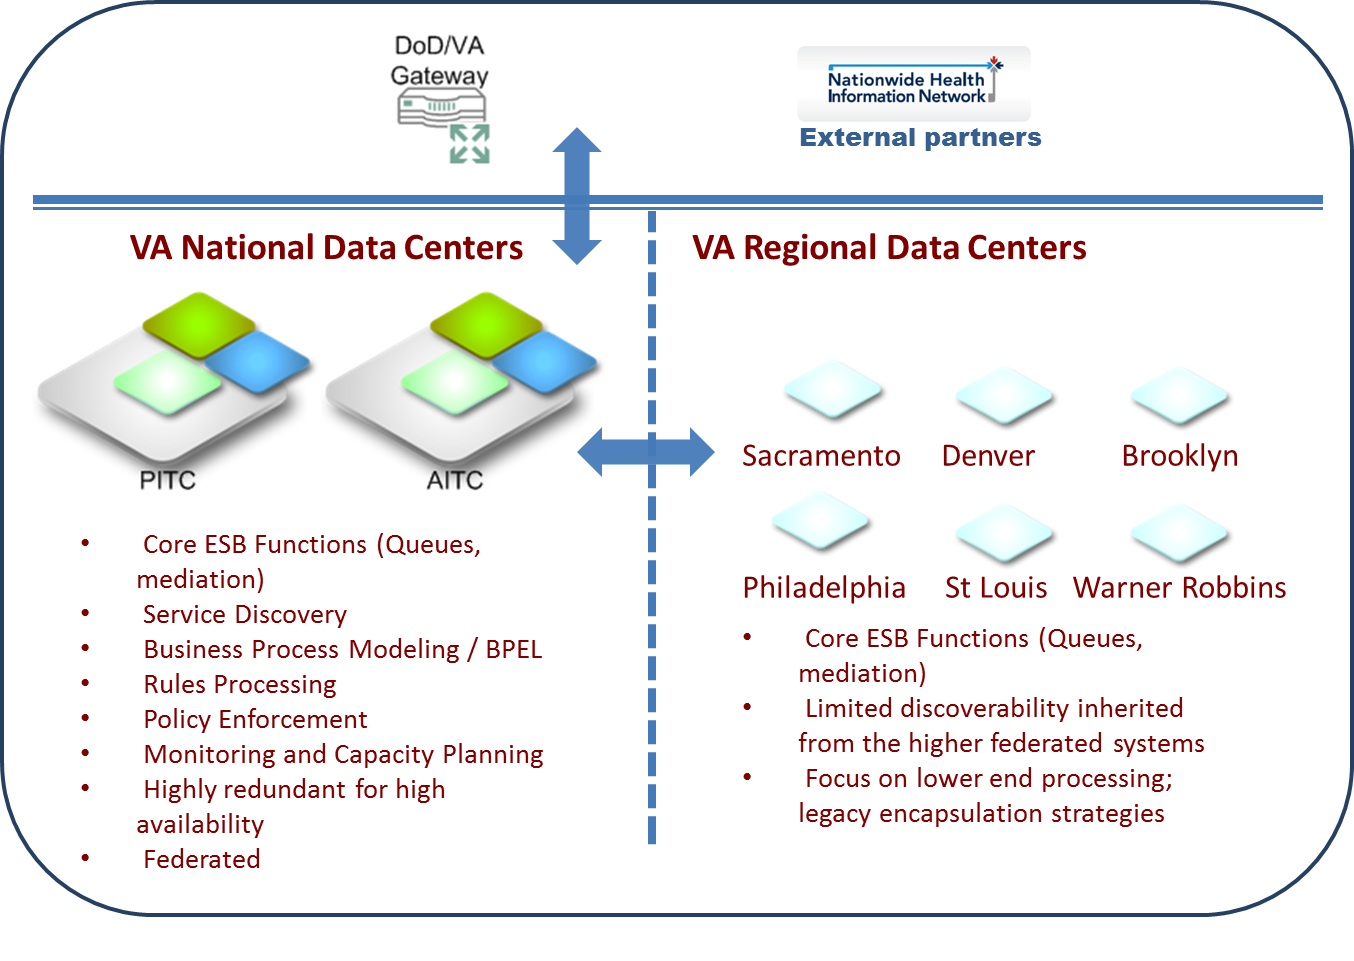 DoD/VA
Gateway
Nationwide Health
Information Network
External partners
VA National Data Centers
PITC
AITC
• Core ESB Functions (Queues,
mediation)
• Service Discovery
• Business Process Modeling / BPEL
• Rules Processing
• Policy Enforcement
• Monitoring and Capacity Planning
• Highly redundant for high
availability
• Federated
VA Regional Data Centers
Sacramento
Denver
Brooklyn
Philadelphia
St Louis
Warner Robbins
• Core ESB Functions (Queues,
mediation)
• Limited discoverability inherited
from the higher federated systems
• Focus on lower end processing;
legacy encapsulation strategies